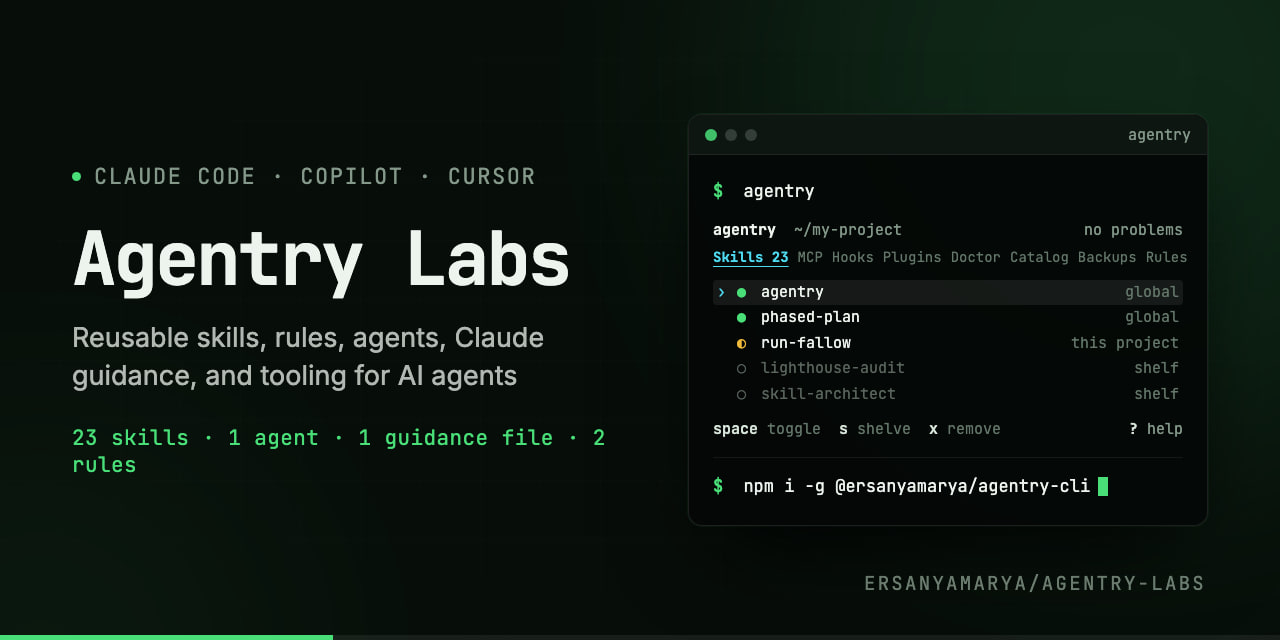 CLAUDE CODE · COPILOT · CURSOR
Agentry Labs
Reusable skills, rules, agents, Claude
guidance, and tooling for AI agents
23 skills · 1 agent · 1 guidance file · 2
rules
agentry
$ agentry
agentry ~/my-project no problems
Skills 23 MCP Hooks Plugins Doctor Catalog Backups Rules
› agentry global
phased-plan global
run-fallow this project
lighthouse-audit shelf
skill-architect shelf
space toggle s shelve x remove ? help
$ npm i -g @ersanyamarya/agentry-cli
ERSANYAMARYA/AGENTRY-LABS